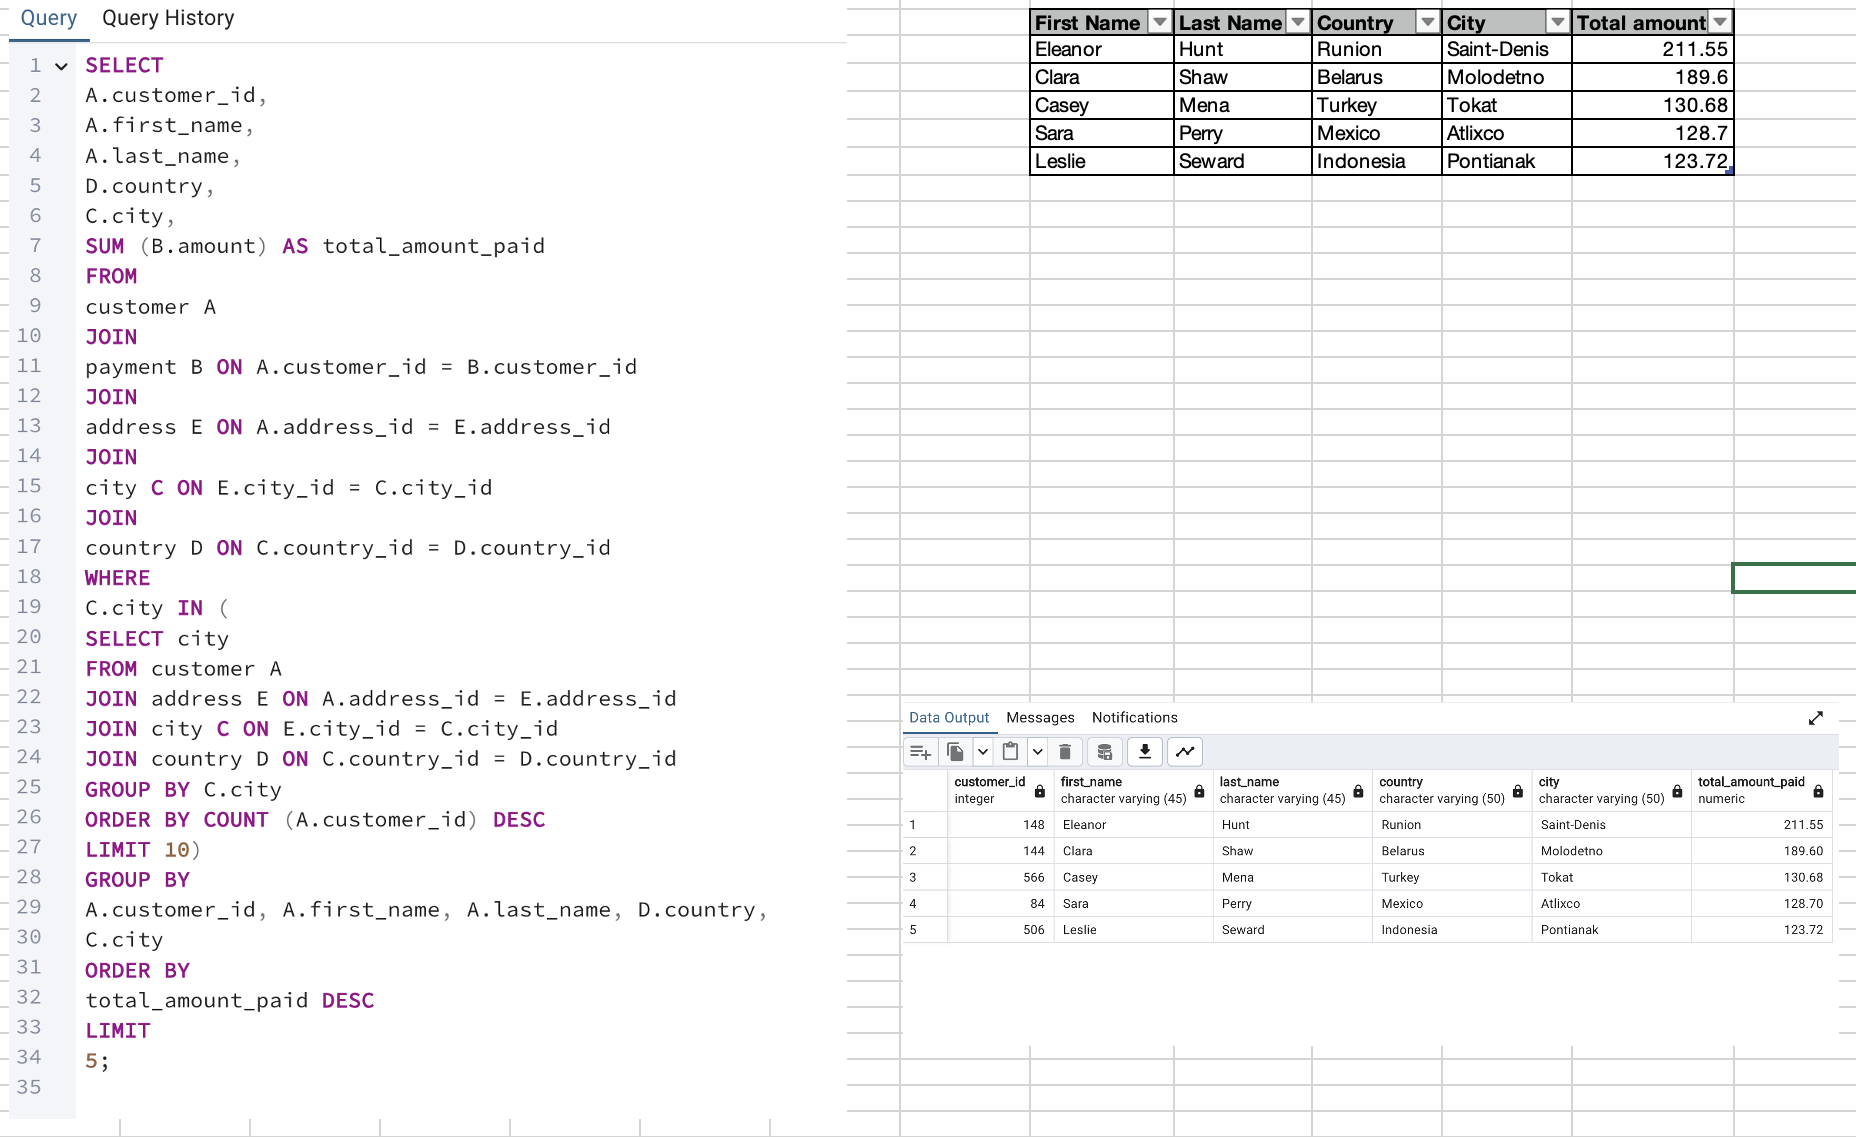 Query Query History
1 SELECT
2 A.customer_id,
3 A.first_name,
4 A.last_name,
5 D.country,
6 C.city,
7 SUM (B.amount) AS total_amount_paid
8 FROM
9 customer A
10 JOIN
11 payment B ON A.customer_id = B.customer_id
12 JOIN
13 address E ON A.address_id = E.address_id
14 JOIN
15 city C ON E.city_id = C.city_id
16 JOIN
17 country D ON C.country_id = D.country_id
18 WHERE
19 C.city IN (
20 SELECT city
21 FROM customer A
22 JOIN address E ON A.address_id = E.address_id
23 JOIN city C ON E.city_id = C.city_id
24 JOIN country D ON C.country_id = D.country_id
25 GROUP BY C.city
26 ORDER BY COUNT (A.customer_id) DESC
27 LIMIT 10)
28 GROUP BY
29 A.customer_id, A.first_name, A.last_name, D.country,
30 C.city
31 ORDER BY
32 total_amount_paid DESC
33 LIMIT
34 5;
35
First Name Last Name Country City Total amount
Eleanor Hunt Runion Saint-Denis 211.55
Clara Shaw Belarus Molodetno 189.6
Casey Mena Turkey Tokat 130.68
Sara Perry Mexico Atlixco 128.7
Leslie Seward Indonesia Pontianak 123.72
Data Output Messages Notifications
customer_id first_name last_name country city total_amount_paid
integer character varying (45) character varying (45) character varying (50) character varying (50) numeric
1 148 Eleanor Hunt Runion Saint-Denis 211.55
2 144 Clara Shaw Belarus Molodetno 189.60
3 566 Casey Mena Turkey Tokat 130.68
4 84 Sara Perry Mexico Atlixco 128.70
5 506 Leslie Seward Indonesia Pontianak 123.72